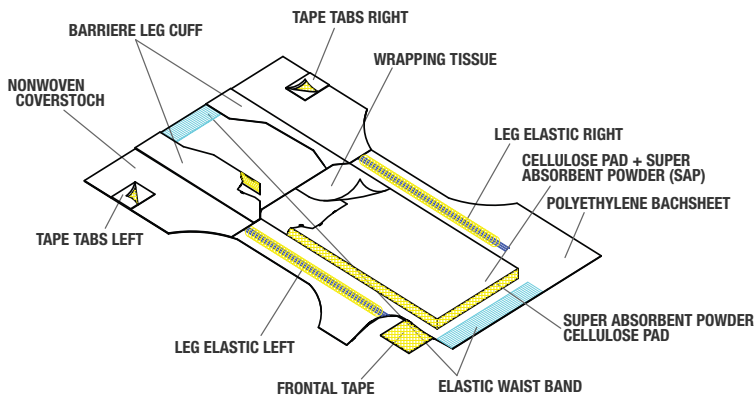 TAPE TABS RIGHT
BARRIERE LEG CUFF
WRAPPING TISSUE
NONWOVEN
COVERSTOCH
LEG ELASTIC RIGHT
CELLULOSE PAD + SUPER
ABSORBENT POWDER (SAP)
POLYETHYLENE BACHSHEET
TAPE TABS LEFT
SUPER ABSORBENT POWDER
CELLULOSE PAD
LEG ELASTIC LEFT
FRONTAL TAPE
ELASTIC WAIST BAND